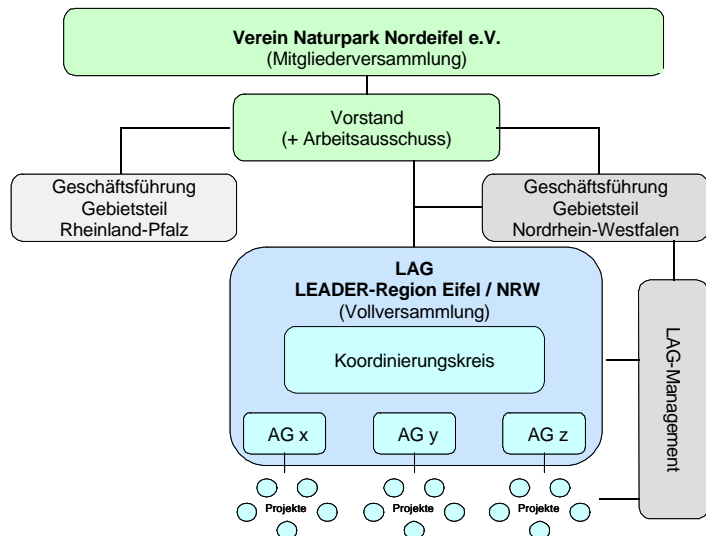 Verein Naturpark Nordeifel e.V.
(Mitgliederversammlung)
Vorstand
(+ Arbeitsausschuss)
Geschäftsführung
Gebietsteil
Rheinland-Pfalz
Geschäftsführung
Gebietsteil
Nordrhein-Westfalen
LAG
LEADER-Region Eifel / NRW
(Vollversammlung)
Koordinierungskreis
LAG-Management
AG x
AG y
AG z
Projekte
Projekte
Projekte